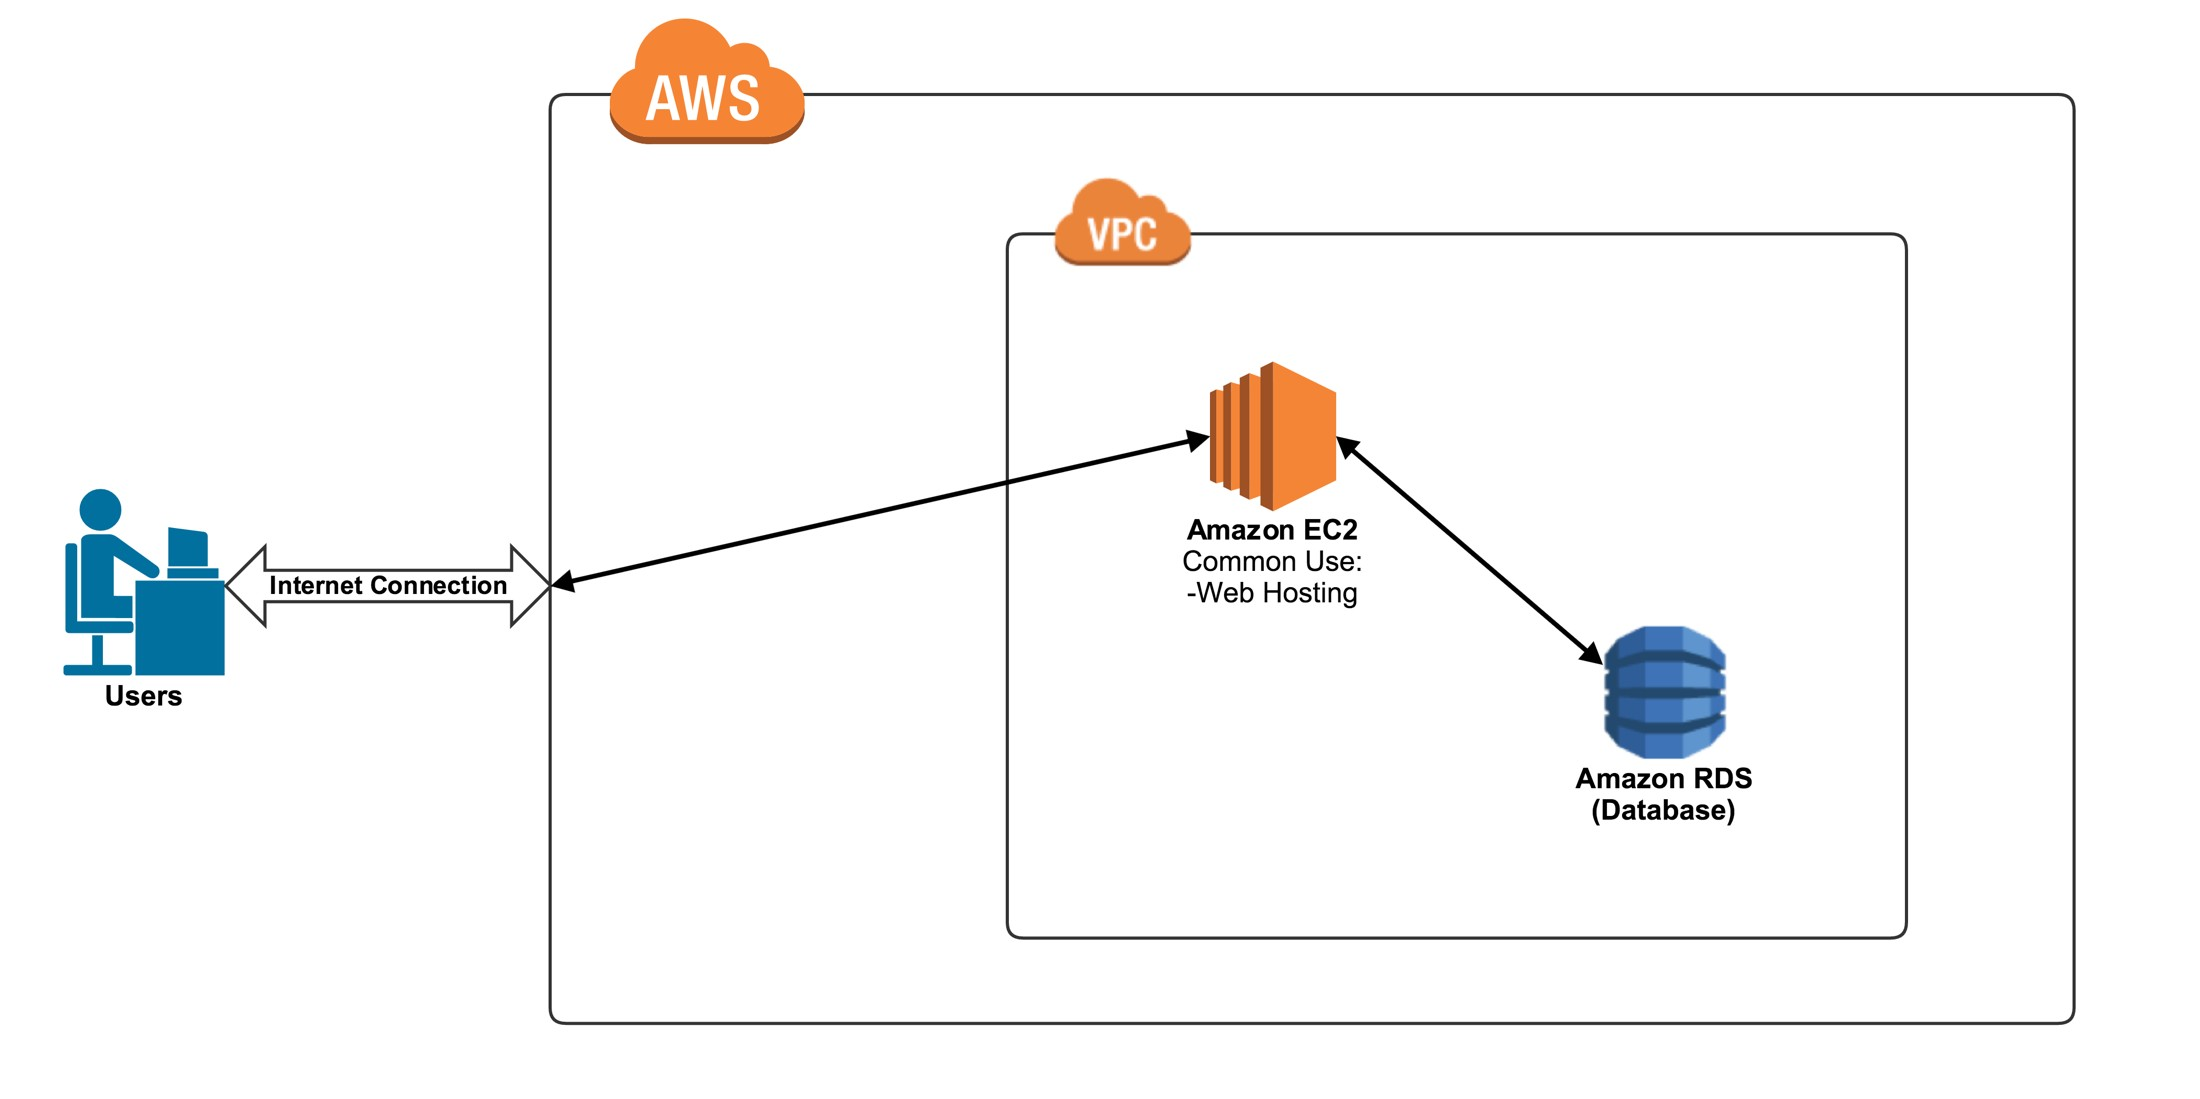 AWS
VPC
Amazon EC2
Common Use:
-Web Hosting
Internet Connection
Users
Amazon RDS
(Database)